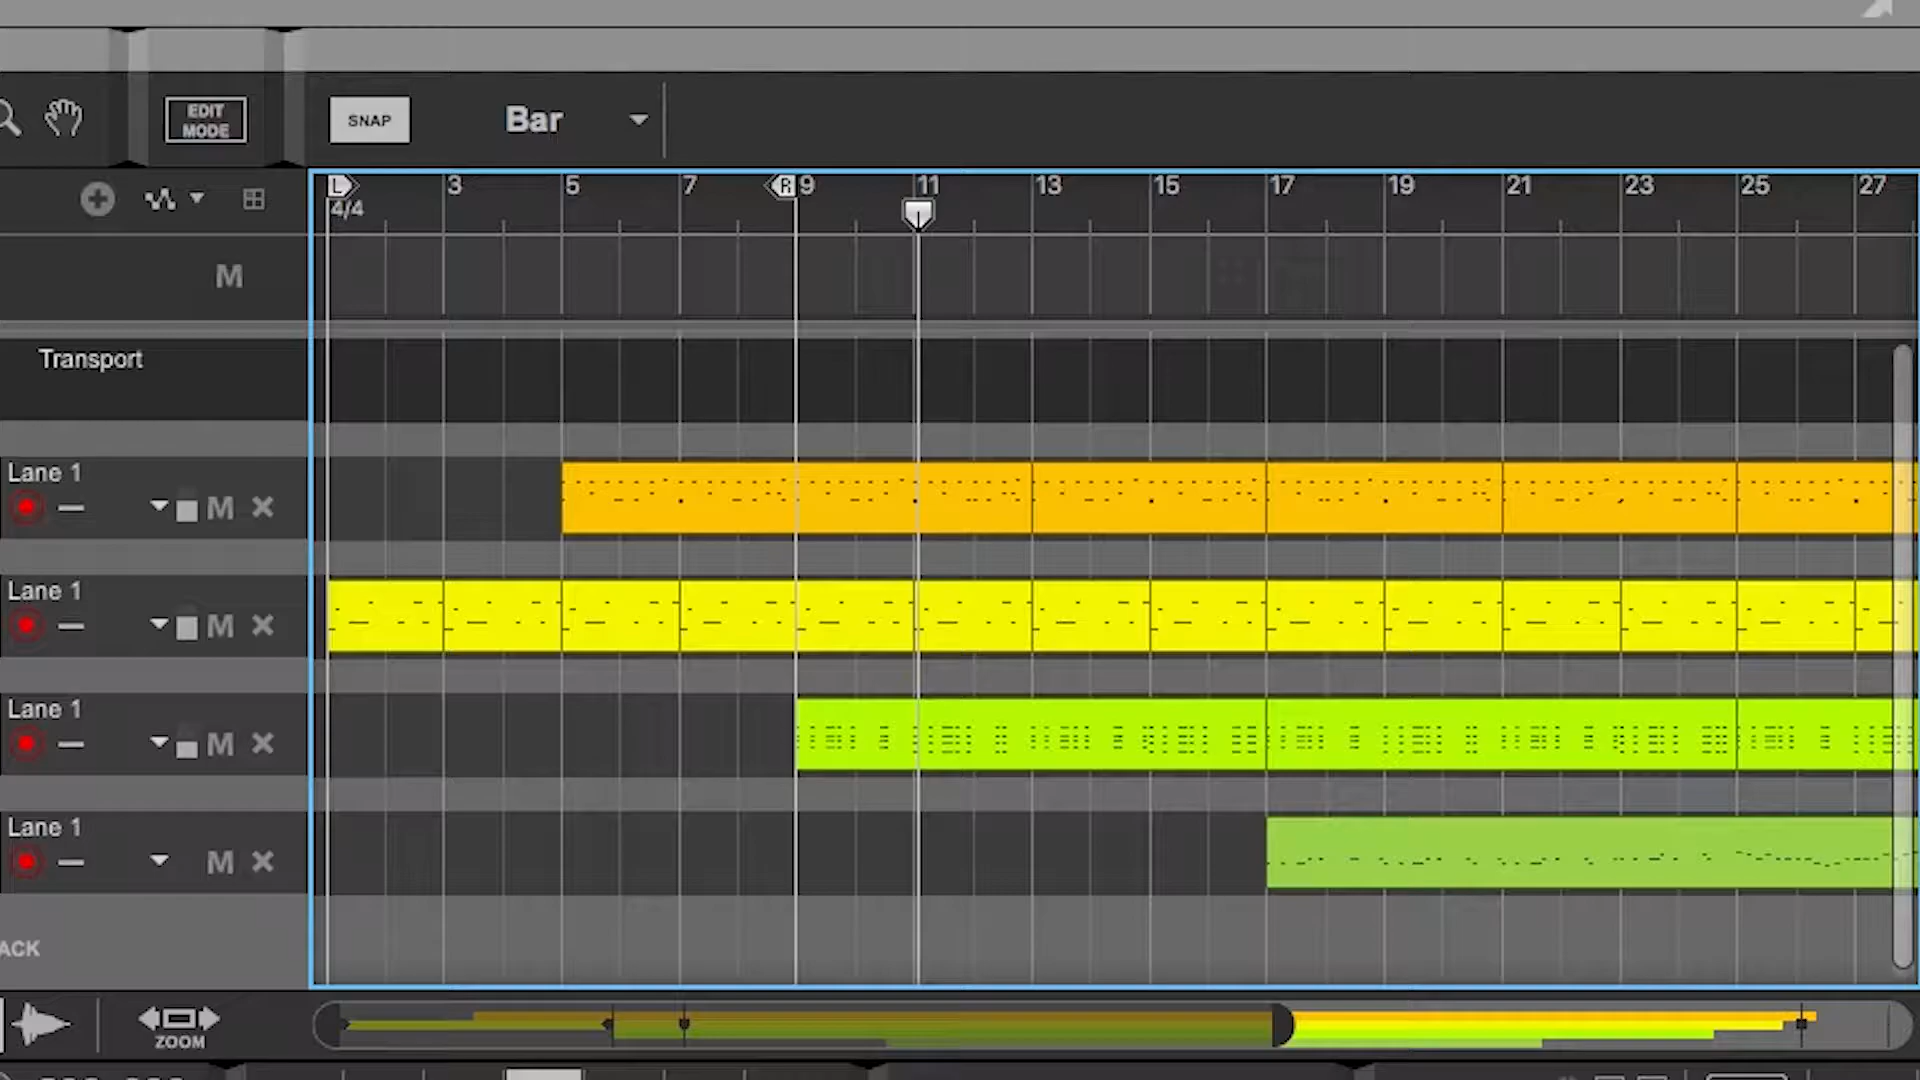 EDIT
MODE
SNAP
Bar
L 3 5 7 R 9 11 13 15 17 19 21 23 25 27
4/4
M
Transport
Lane 1
M
Lane 1
M
Lane 1
M
Lane 1
M
ACK
ZOOM